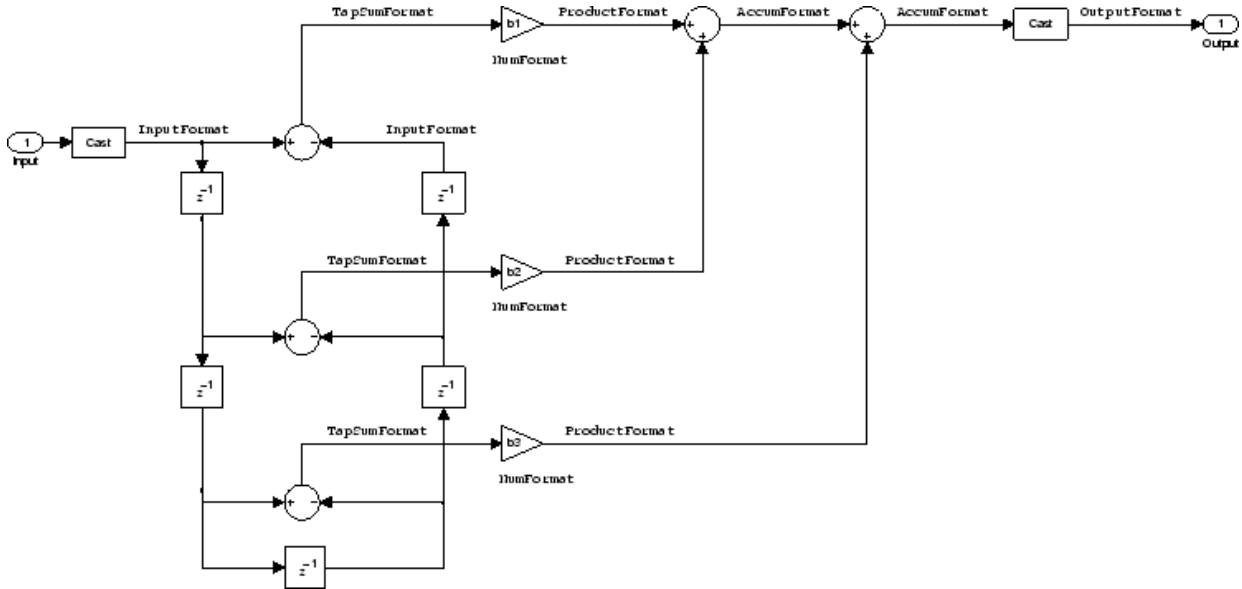 TapSumFormat
b1
ProductFormat
+
+
AccumFormat
+
+
AccumFormat
Cast
OutputFormat
1
Output
NumFormat
1
Input
Cast
InputFormat
+
−
InputFormat
z−1
z−1
TapSumFormat
b2
ProductFormat
NumFormat
+
−
z−1
z−1
TapSumFormat
b3
ProductFormat
NumFormat
+
−
z−1